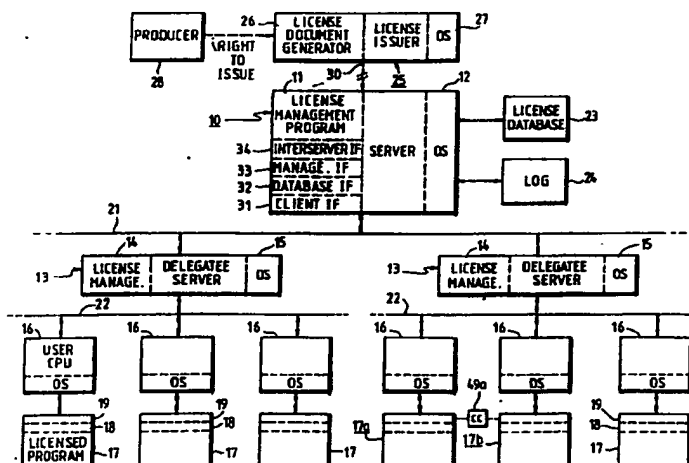 26
LICENSE
DOCUMENT
GENERATOR
LICENSE
ISSUER
OS
27
PRODUCER
RIGHT
TO
ISSUE
28
30
25
11
12
10
LICENSE
MANAGEMENT
PROGRAM
SERVER
OS
LICENSE
DATABASE
23
34
INTERSERVER IF
33
MANAGE. IF
32
DATABASE IF
31
CLIENT IF
LOG
24
21
14
15
14
15
13
LICENSE
MANAGE.
DELEGATEE
SERVER
OS
13
LICENSE
MANAGE.
DELEGATEE
SERVER
OS
22
22
16
16
16
16
16
16
USER
CPU
OS
OS
OS
OS
OS
OS
49a
CC
19
19
19
18
18
18
LICENSED
PROGRAM
17
17
17
17a
17b
17